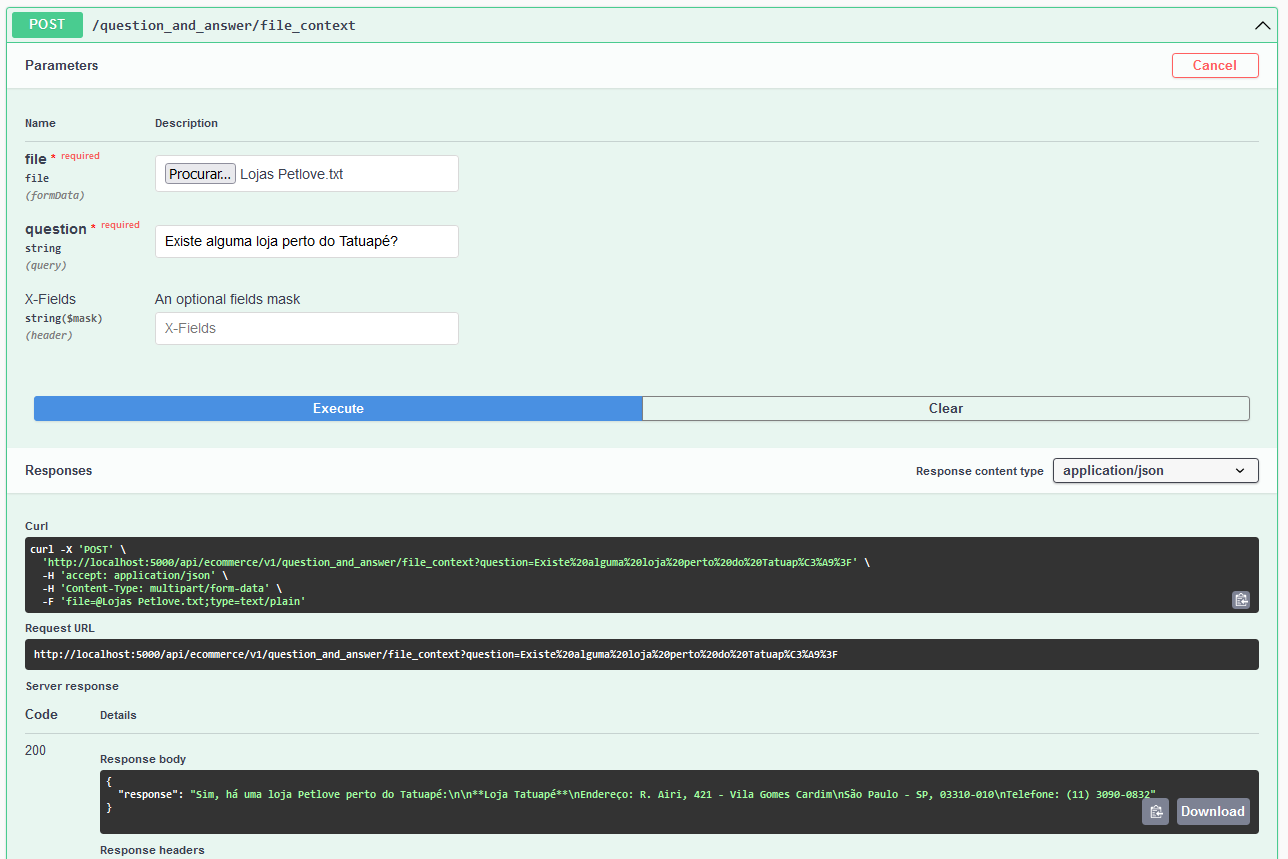 POST /question_and_answer/file_context
Parameters
Cancel
Name Description
file * required
file
(formData)
Procurar... Lojas Petlove.txt
question * required
string
(query)
Existe alguma loja perto do Tatuapé?
X-Fields
string($mask)
(header)
An optional fields mask
X-Fields
Execute Clear
Responses Response content type application/json
Curl
curl -X 'POST' \
'http://localhost:5000/api/ecommerce/v1/question_and_answer/file_context?question=Existe%20alguma%20loja%20perto%20do%20Tatuap%C3%A9%3F' \
-H 'accept: application/json' \
-H 'Content-Type: multipart/form-data' \
-F 'file=@Lojas Petlove.txt;type=text/plain'
Request URL
http://localhost:5000/api/ecommerce/v1/question_and_answer/file_context?question=Existe%20alguma%20loja%20perto%20do%20Tatuap%C3%A9%3F
Server response
Code Details
200
Response body
{
"response": "Sim, há uma loja Petlove perto do Tatuapé:\n\n**Loja Tatuapé**\nEndereço: R. Airi, 421 - Vila Gomes Cardim\nSão Paulo - SP, 03310-010\nTelefone: (11) 3090-0832"
}
Download
Response headers